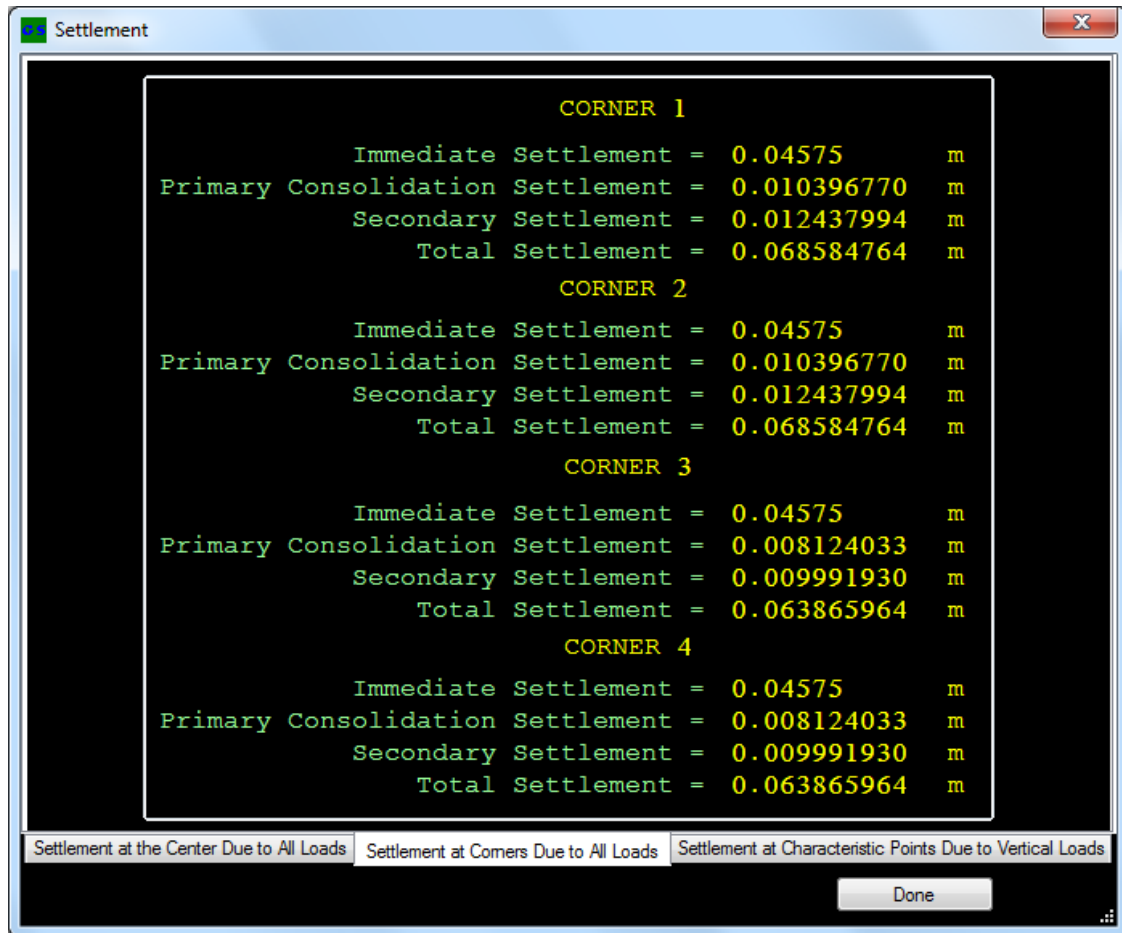 GS Settlement
CORNER 1
Immediate Settlement = 0.04575 m
Primary Consolidation Settlement = 0.010396770 m
Secondary Settlement = 0.012437994 m
Total Settlement = 0.068584764 m
CORNER 2
Immediate Settlement = 0.04575 m
Primary Consolidation Settlement = 0.010396770 m
Secondary Settlement = 0.012437994 m
Total Settlement = 0.068584764 m
CORNER 3
Immediate Settlement = 0.04575 m
Primary Consolidation Settlement = 0.008124033 m
Secondary Settlement = 0.009991930 m
Total Settlement = 0.063865964 m
CORNER 4
Immediate Settlement = 0.04575 m
Primary Consolidation Settlement = 0.008124033 m
Secondary Settlement = 0.009991930 m
Total Settlement = 0.063865964 m
Settlement at the Center Due to All Loads Settlement at Corners Due to All Loads Settlement at Characteristic Points Due to Vertical Loads
Done